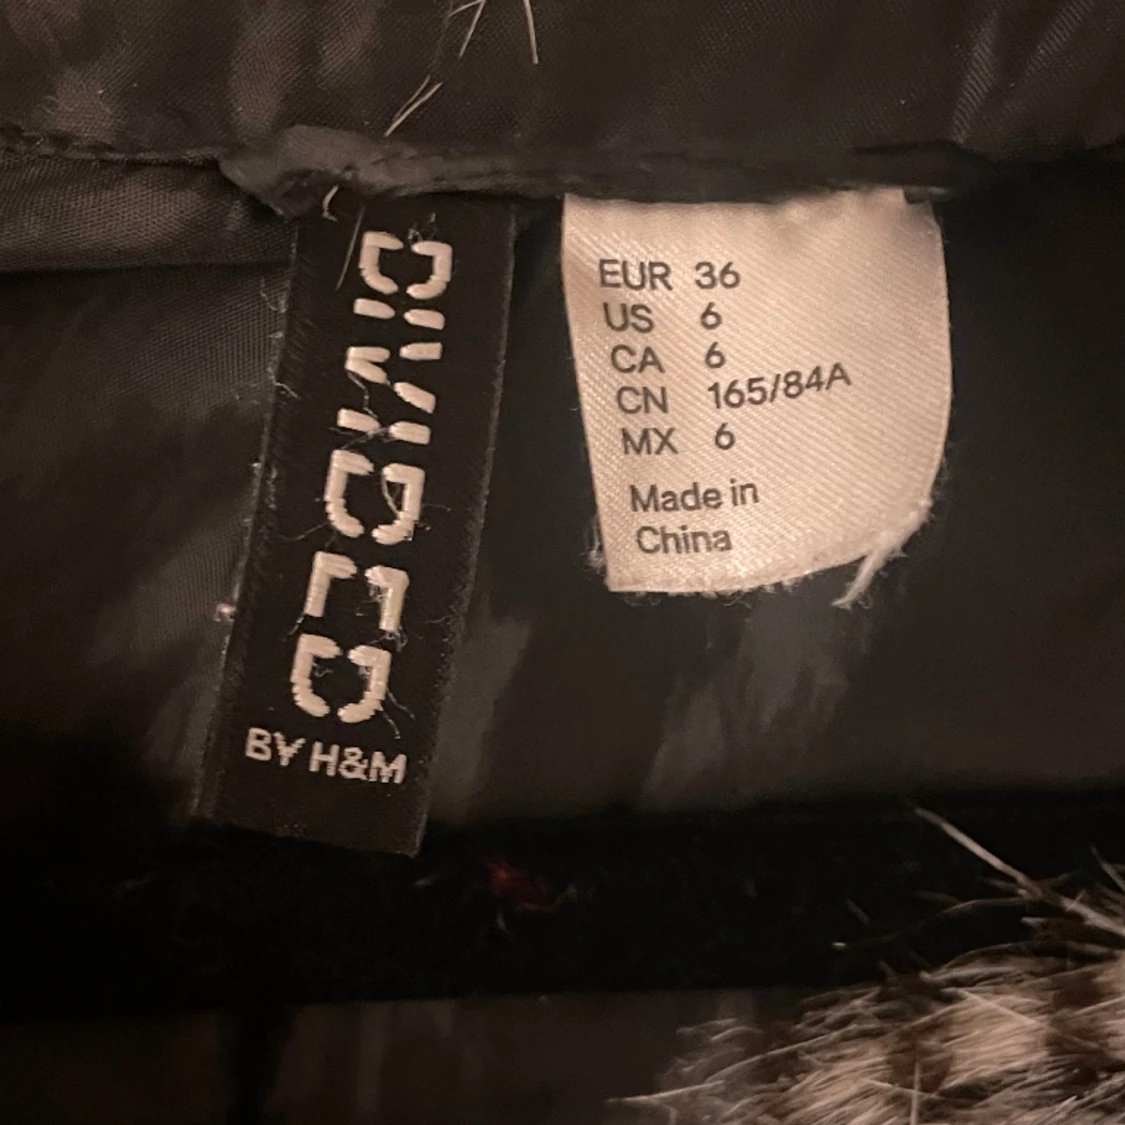 DIVIDED
BY H&M
EUR 36
US 6
CA 6
CN 165/84A
MX 6
Made in
China